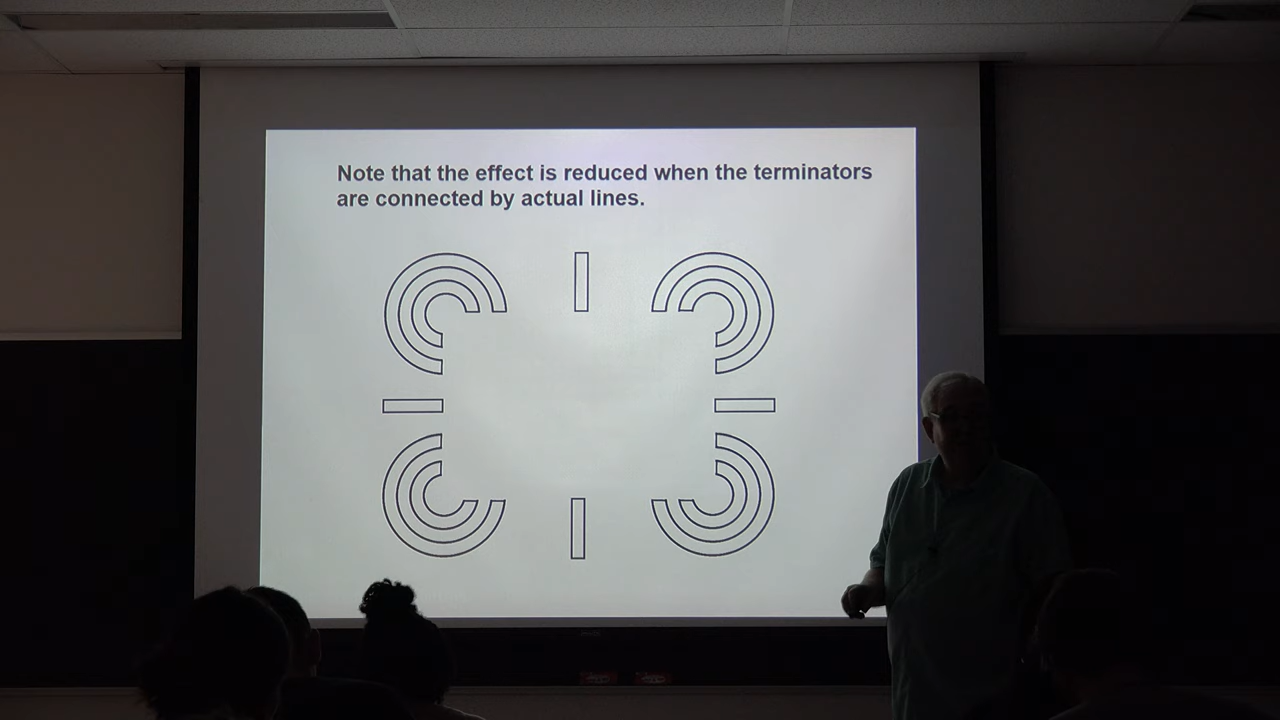 Note that the effect is reduced when the terminators
are connected by actual lines.